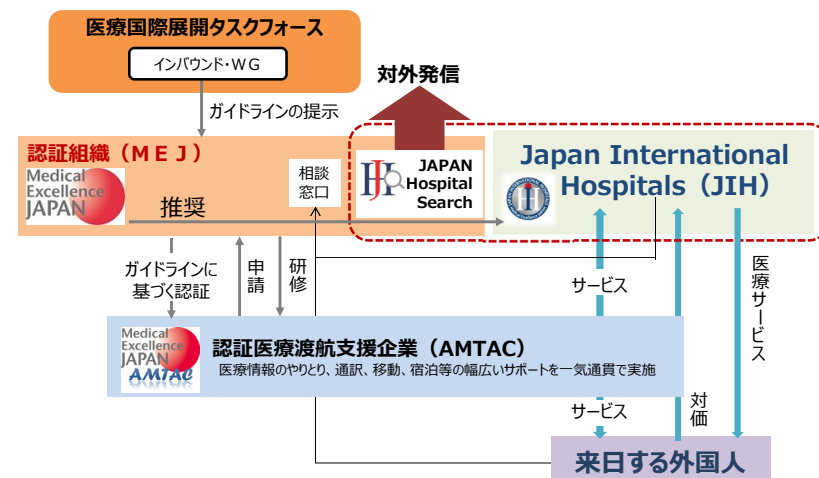 医療国際展開タスクフォース
インバウンド・WG
ガイドラインの提示
対外発信
認証組織（ＭＥＪ）
Medical
Excellence
JAPAN
推奨
相談
窓口
JAPAN
Hospital
Search
Japan International
Hospitals（JIH）
ガイドラインに
基づく認証
申請
研修
サービス
医療サービス
Medical
Excellence
JAPAN
AMTAC
認証医療渡航支援企業（AMTAC）
医療情報のやりとり、通訳、移動、宿泊等の幅広いサポートを一気通貫で実施
サービス
対価
来日する外国人